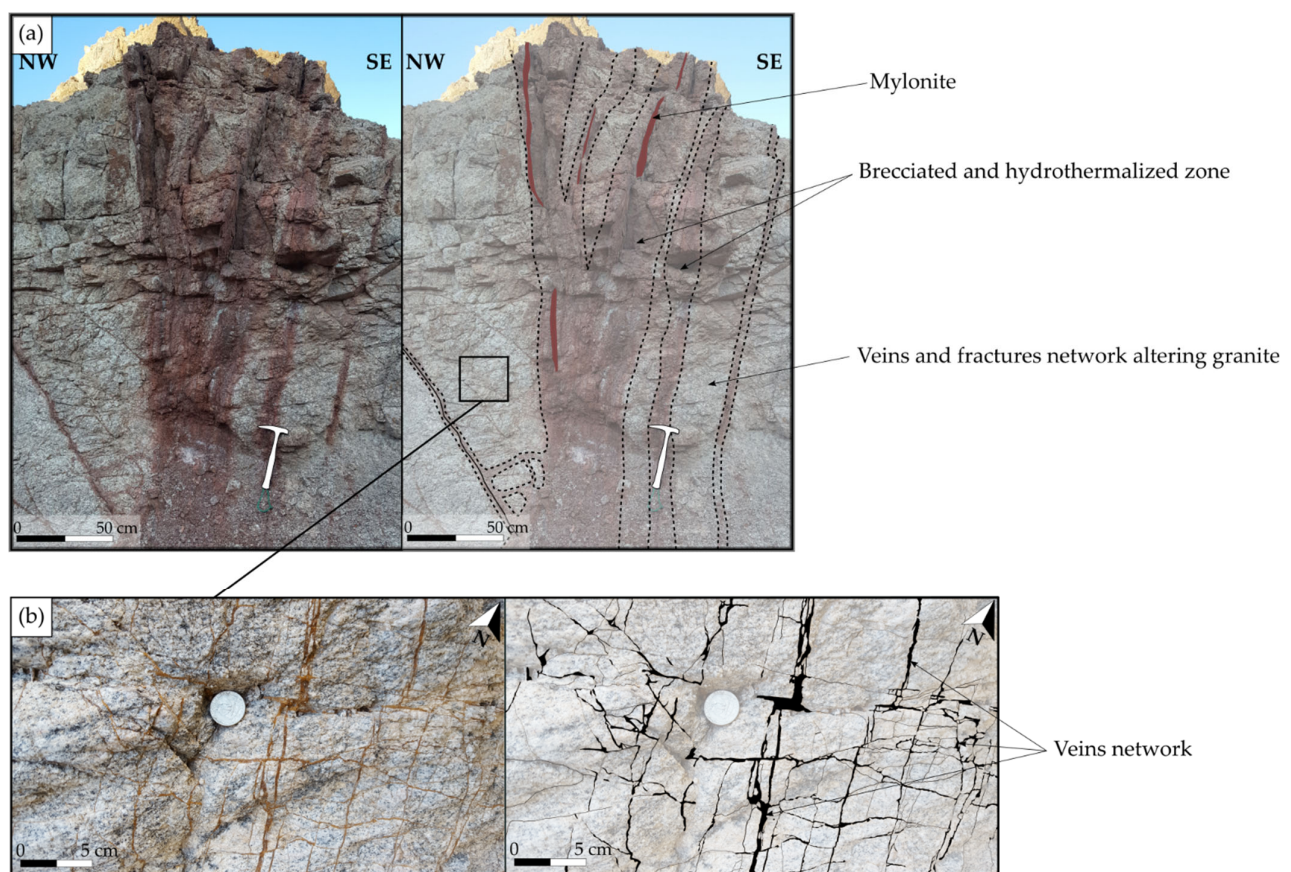 (a)
NW
SE
NW
SE
Mylonite
Brecciated and hydrothermalized zone
Veins and fractures network altering granite
0
50 cm
0
50 cm
(b)
N
N
Veins network
0
5 cm
0
5 cm